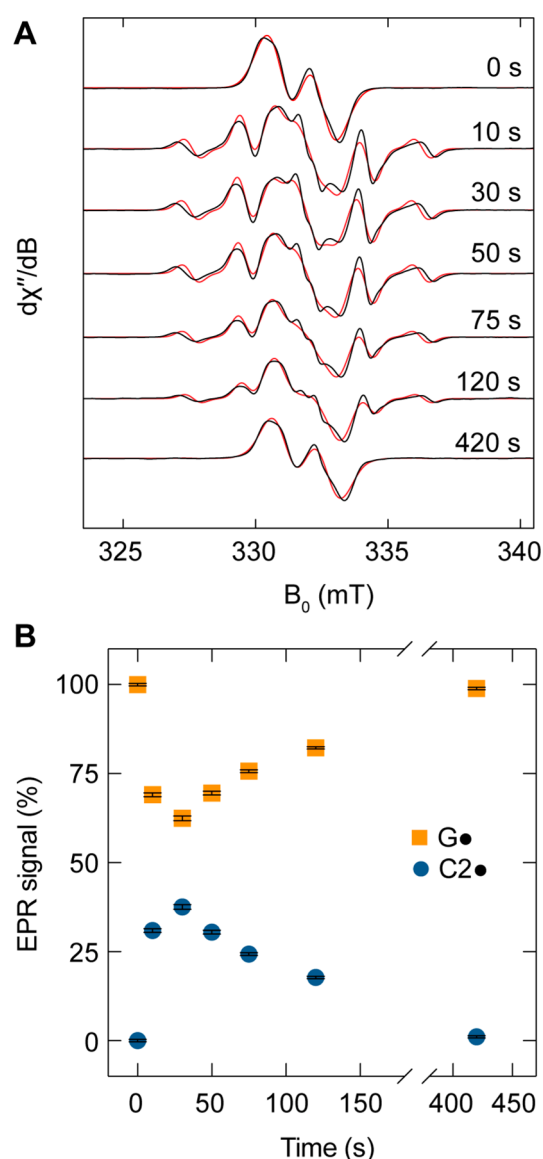 A
0 s
10 s
30 s
50 s
75 s
120 s
420 s
dχ″/dB
325 330 335 340
B₀ (mT)
B
100
75
50
25
0
EPR signal (%)
G●
C2●
0 50 100 150 400 450
Time (s)